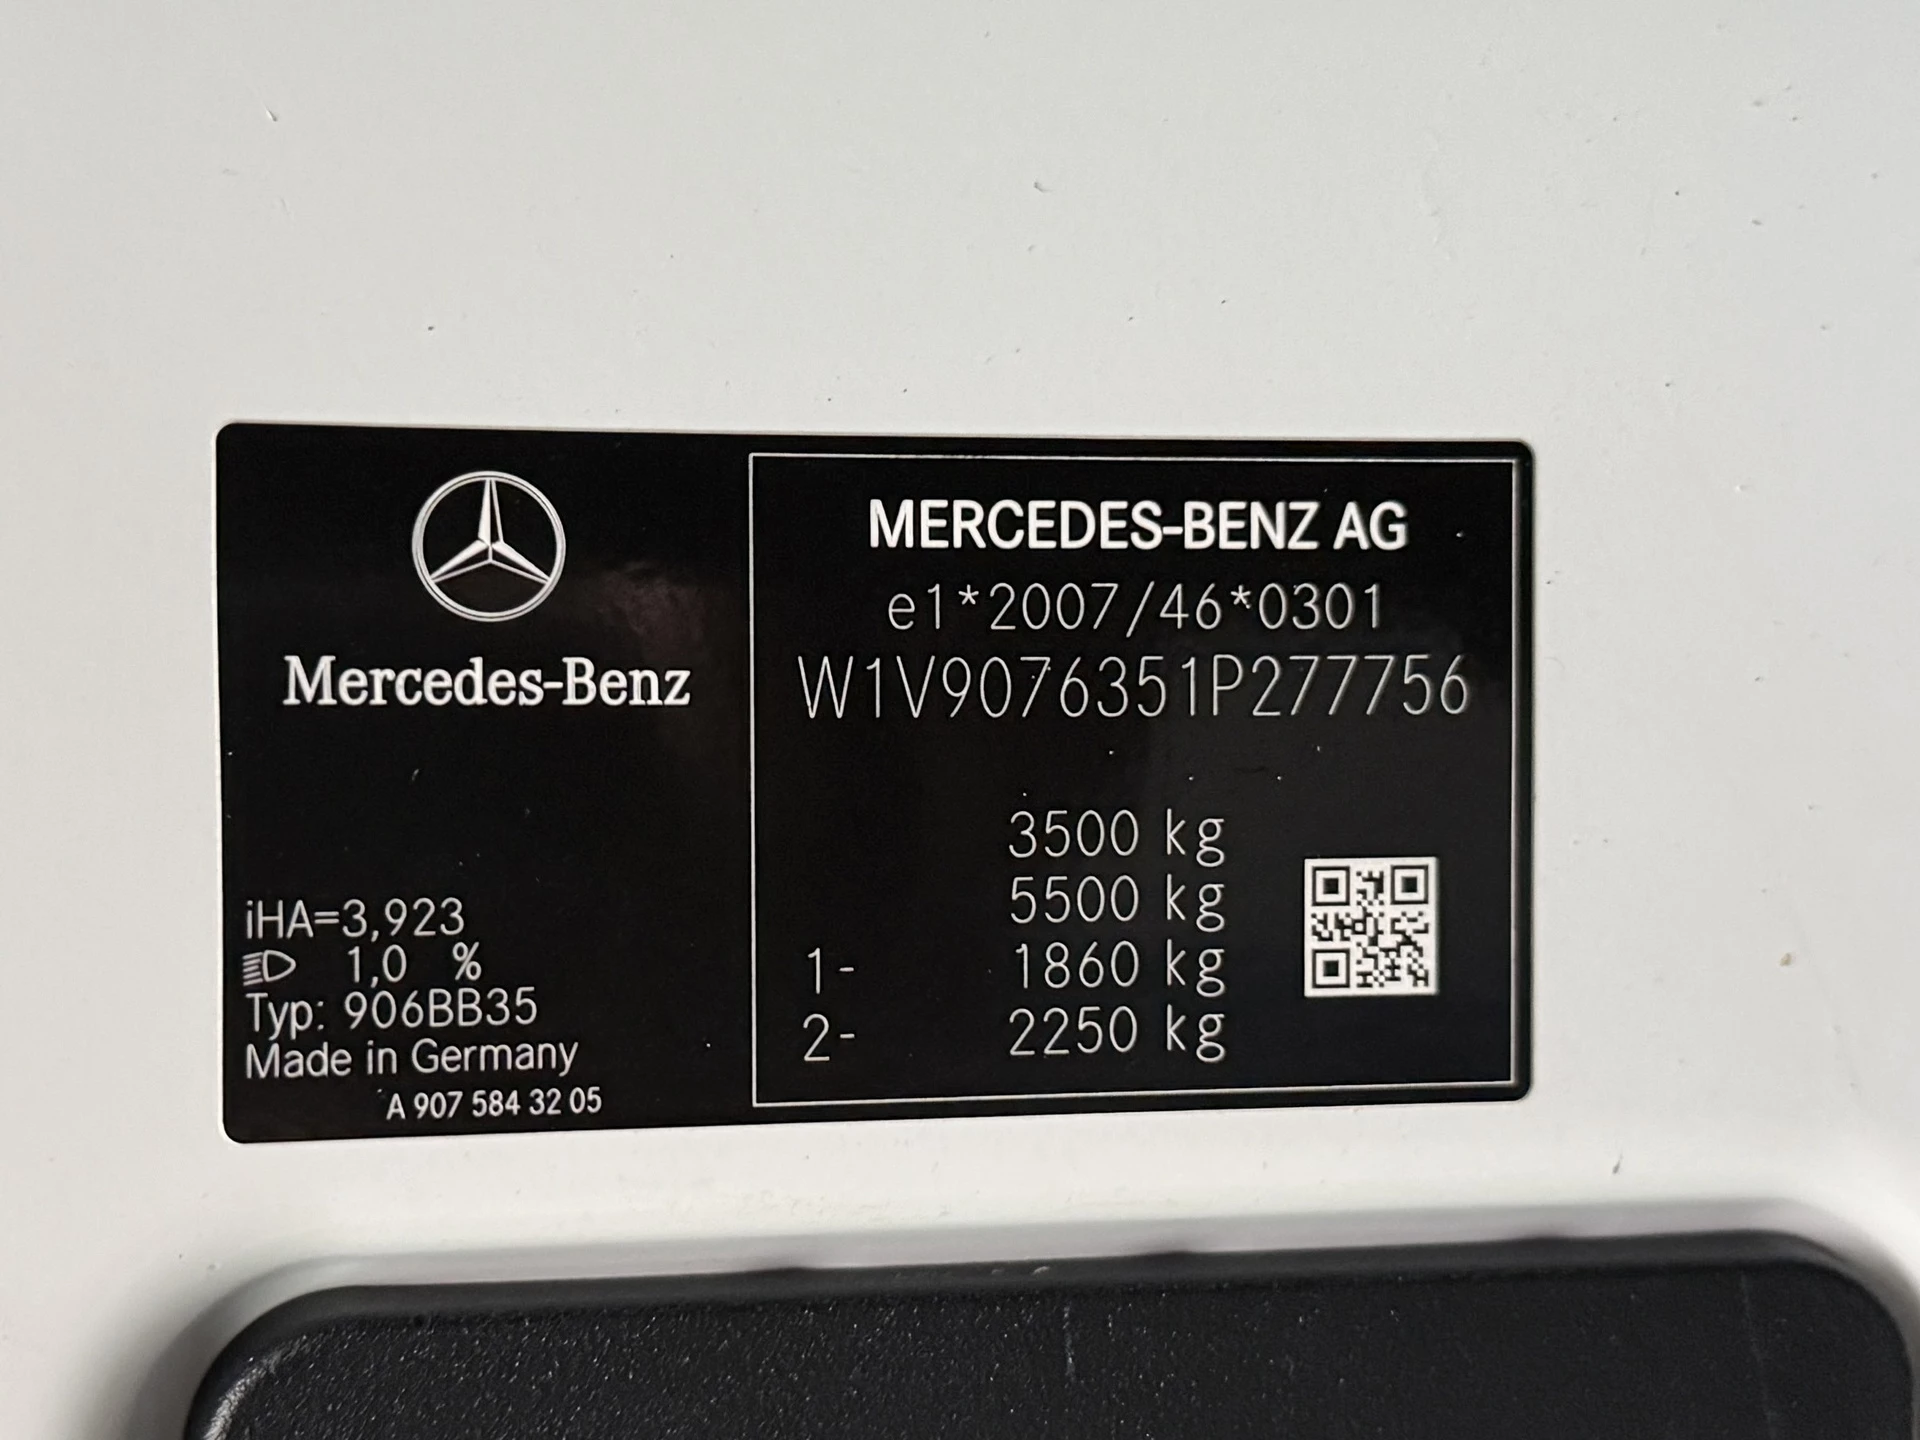 Mercedes-Benz
iHA=3,923
1,0 %
Typ: 906BB35
Made in Germany
A 907 584 32 05
MERCEDES-BENZ AG
e1*2007/46*0301
W1V9076351P277756
3500 kg
5500 kg
1- 1860 kg
2- 2250 kg